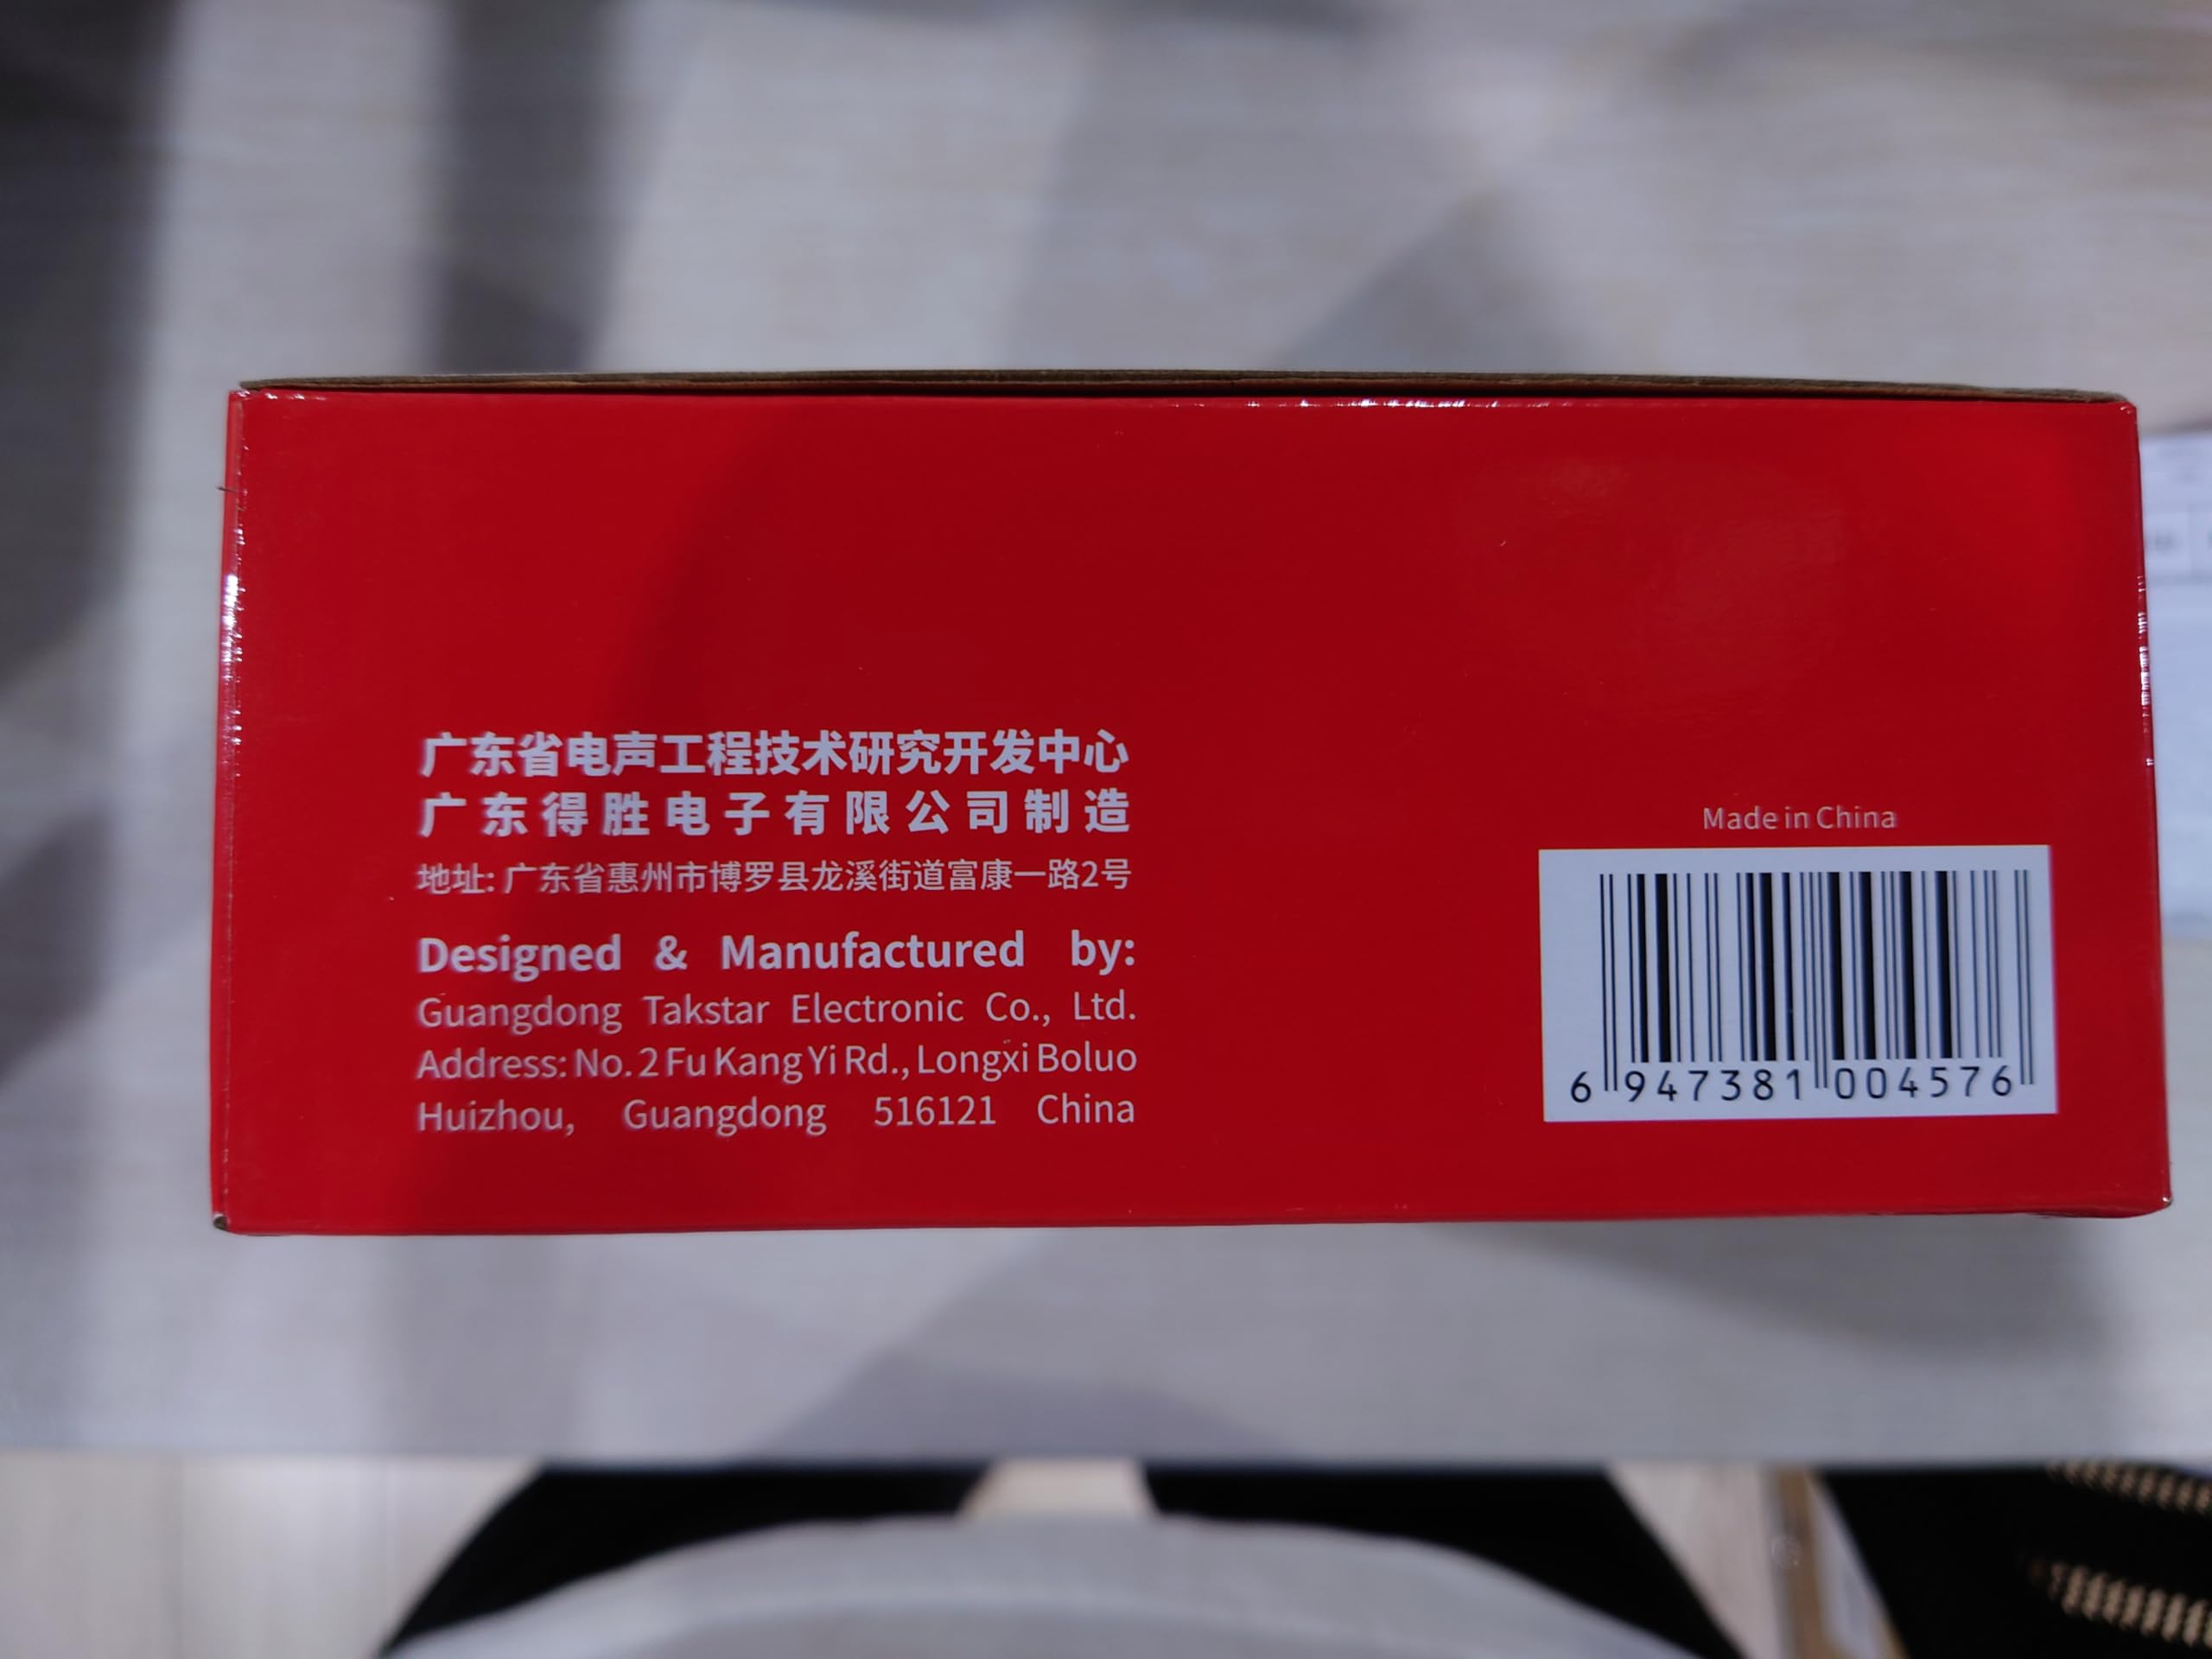 广东省电声工程技术研究开发中心
广东得胜电子有限公司制造
地址: 广东省惠州市博罗县龙溪街道富康一路2号
Designed & Manufactured by:
Guangdong Takstar Electronic Co., Ltd.
Address: No. 2 Fu Kang Yi Rd., Longxi Boluo
Huizhou, Guangdong 516121 China
Made in China
6 947381 004576